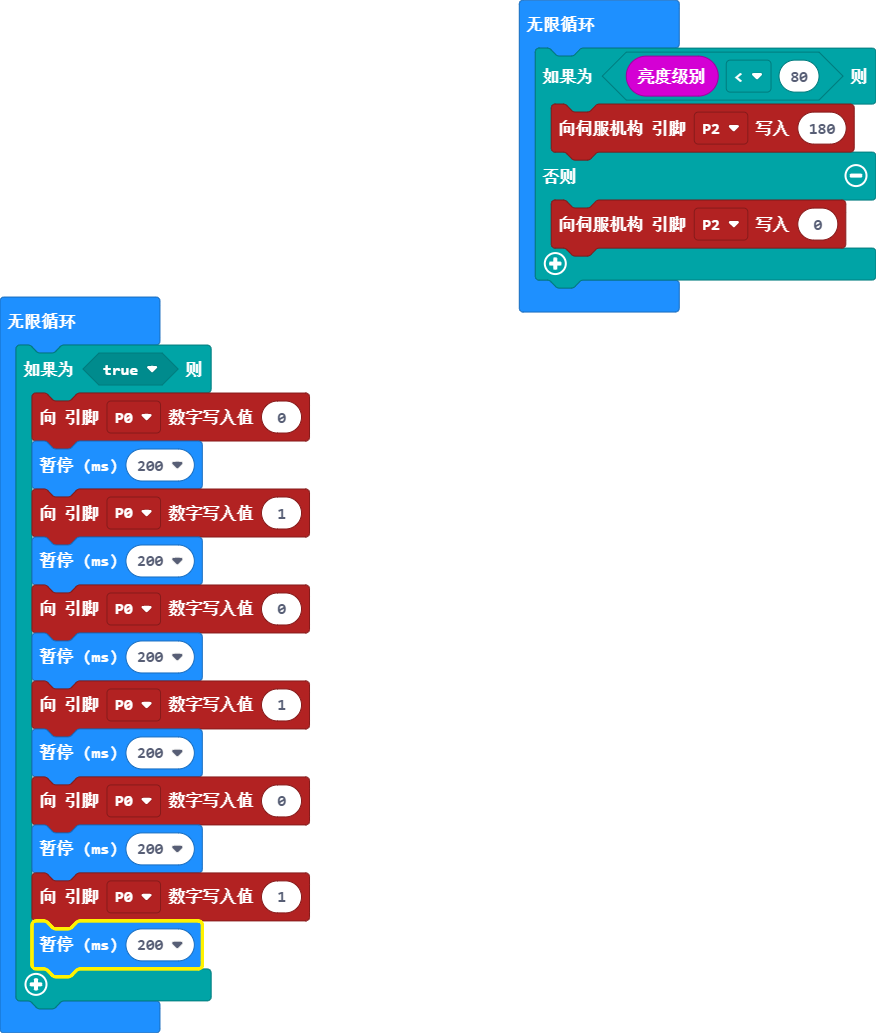 无限循环
如果为 亮度级别 < 80 则
向伺服机构 引脚 P2 写入 180
否则
向伺服机构 引脚 P2 写入 0
无限循环
如果为 true 则
向 引脚 P0 数字写入值 0
暂停 (ms) 200
向 引脚 P0 数字写入值 1
暂停 (ms) 200
向 引脚 P0 数字写入值 0
暂停 (ms) 200
向 引脚 P0 数字写入值 1
暂停 (ms) 200
向 引脚 P0 数字写入值 0
暂停 (ms) 200
向 引脚 P0 数字写入值 1
暂停 (ms) 200